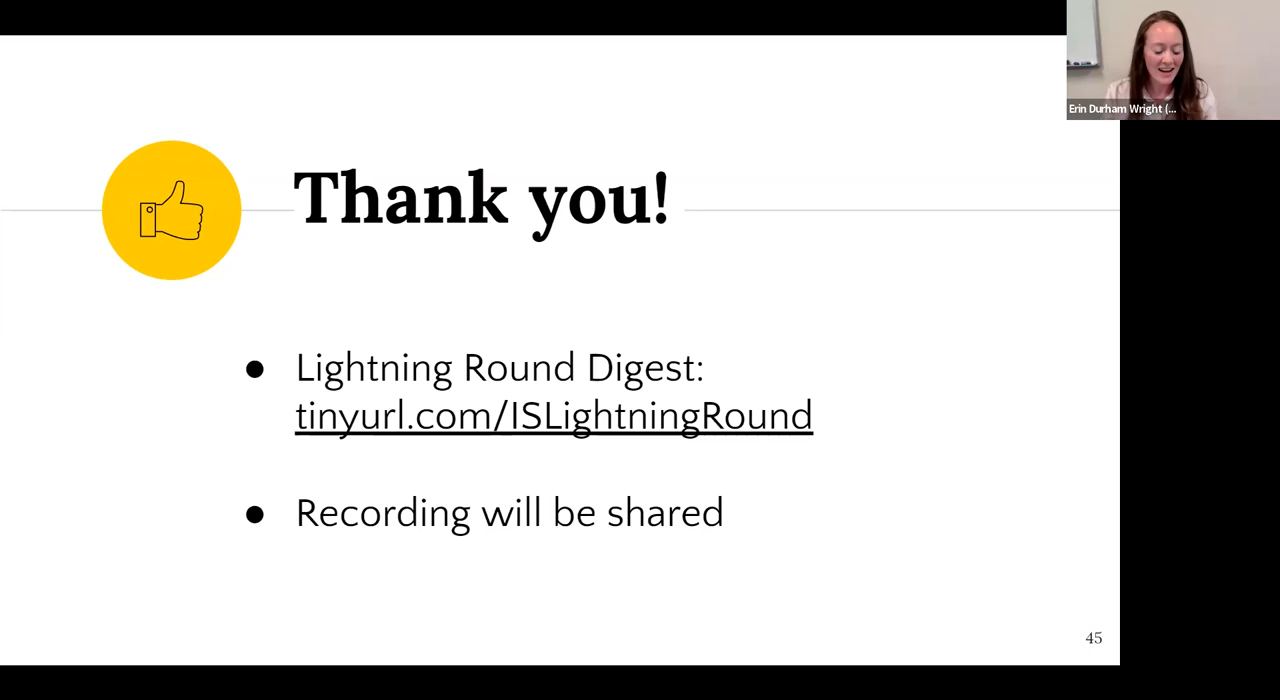 Erin Durham Wright (...
Thank you!
● Lightning Round Digest:
tinyurl.com/ISLightningRound
● Recording will be shared
45